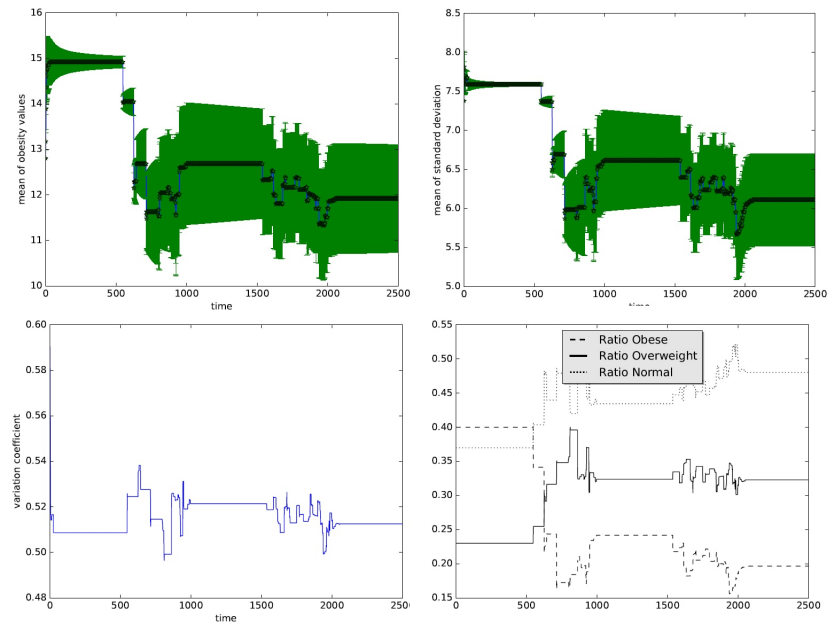 16
15
14
13
12
11
10
mean of obesity values
0 500 1000 1500 2000 2500
time
8.5
8.0
7.5
7.0
6.5
6.0
5.5
5.0
mean of standard deviation
0 500 1000 1500 2000 2500
0.60
0.58
0.56
0.54
0.52
0.50
0.48
variation coefficient
0 500 1000 1500 2000 2500
time
0.55
0.50
0.45
0.40
0.35
0.30
0.25
0.20
0.15
Ratio Obese
Ratio Overweight
Ratio Normal
0 500 1000 1500 2000 2500